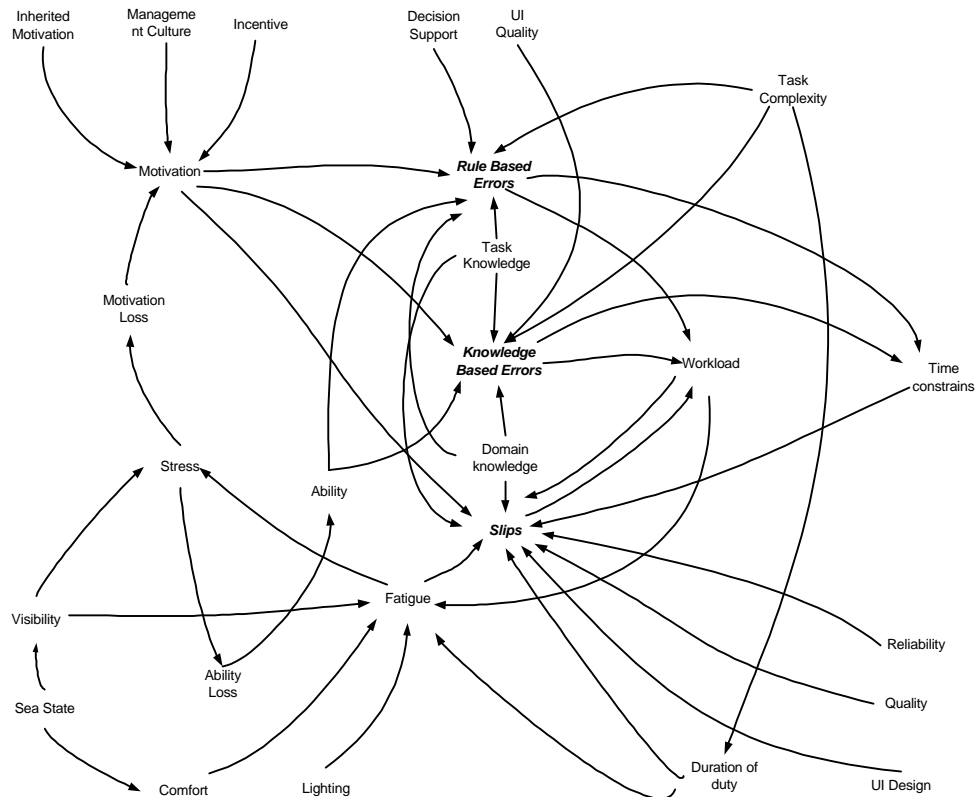 Inherited
Motivation
Manageme
nt Culture
Incentive
Decision
Support
UI
Quality
Task
Complexity
Motivation
Rule Based
Errors
Task
Knowledge
Motivation
Loss
Knowledge
Based Errors
Workload
Time
constrains
Domain
knowledge
Stress
Ability
Slips
Fatigue
Visibility
Reliability
Ability
Loss
Sea State
Quality
Comfort
Lighting
Duration of
duty
UI Design